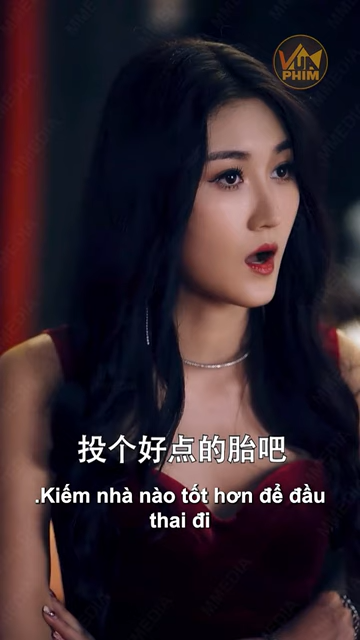 VUA
PHIM
投个好点的胎吧
.Kiếm nhà nào tốt hơn để đầu
thai đi